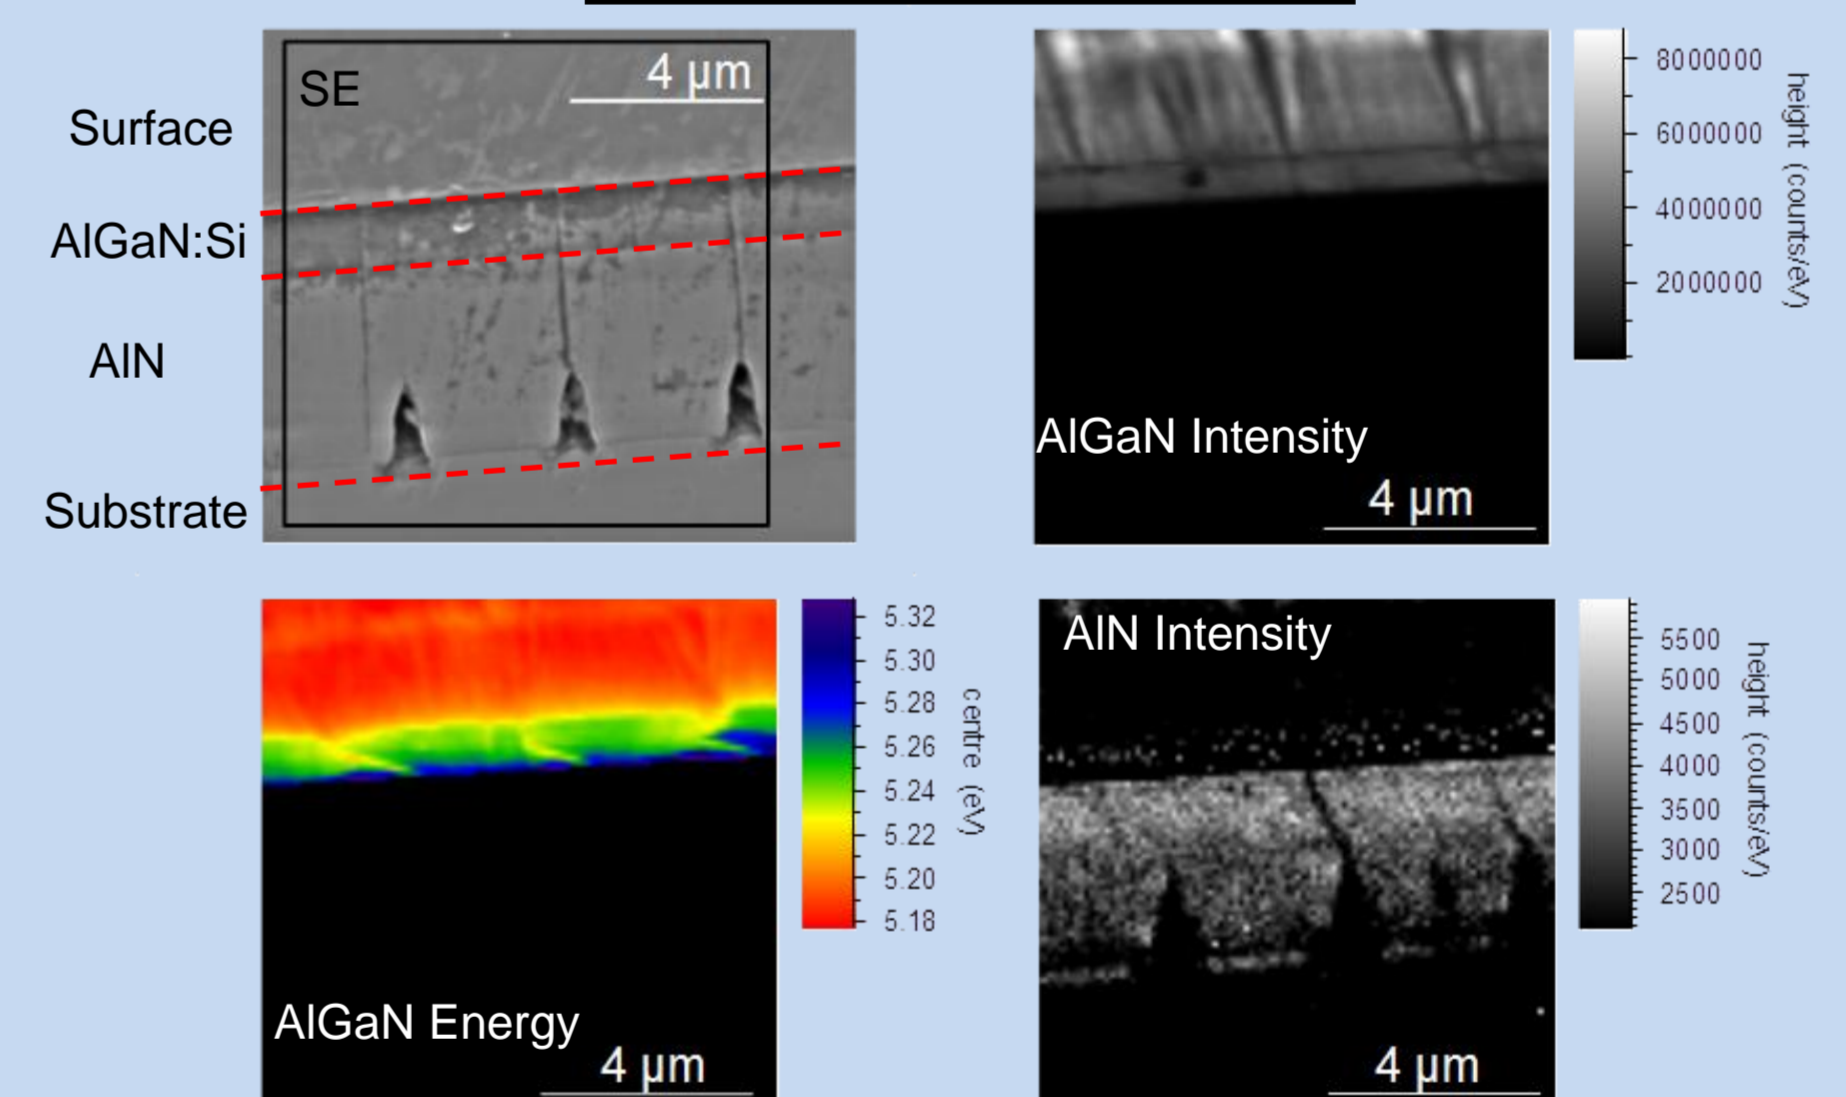 SE
4 µm
Surface
AlGaN:Si
AlN
Substrate
AlGaN Intensity
4 µm
8000000
6000000
4000000
2000000
height (counts/eV)
AlGaN Energy
4 µm
5.32
5.30
5.28
5.26
5.24
5.22
5.20
5.18
centre (eV)
AlN Intensity
4 µm
5500
5000
4500
4000
3500
3000
2500
height (counts/eV)